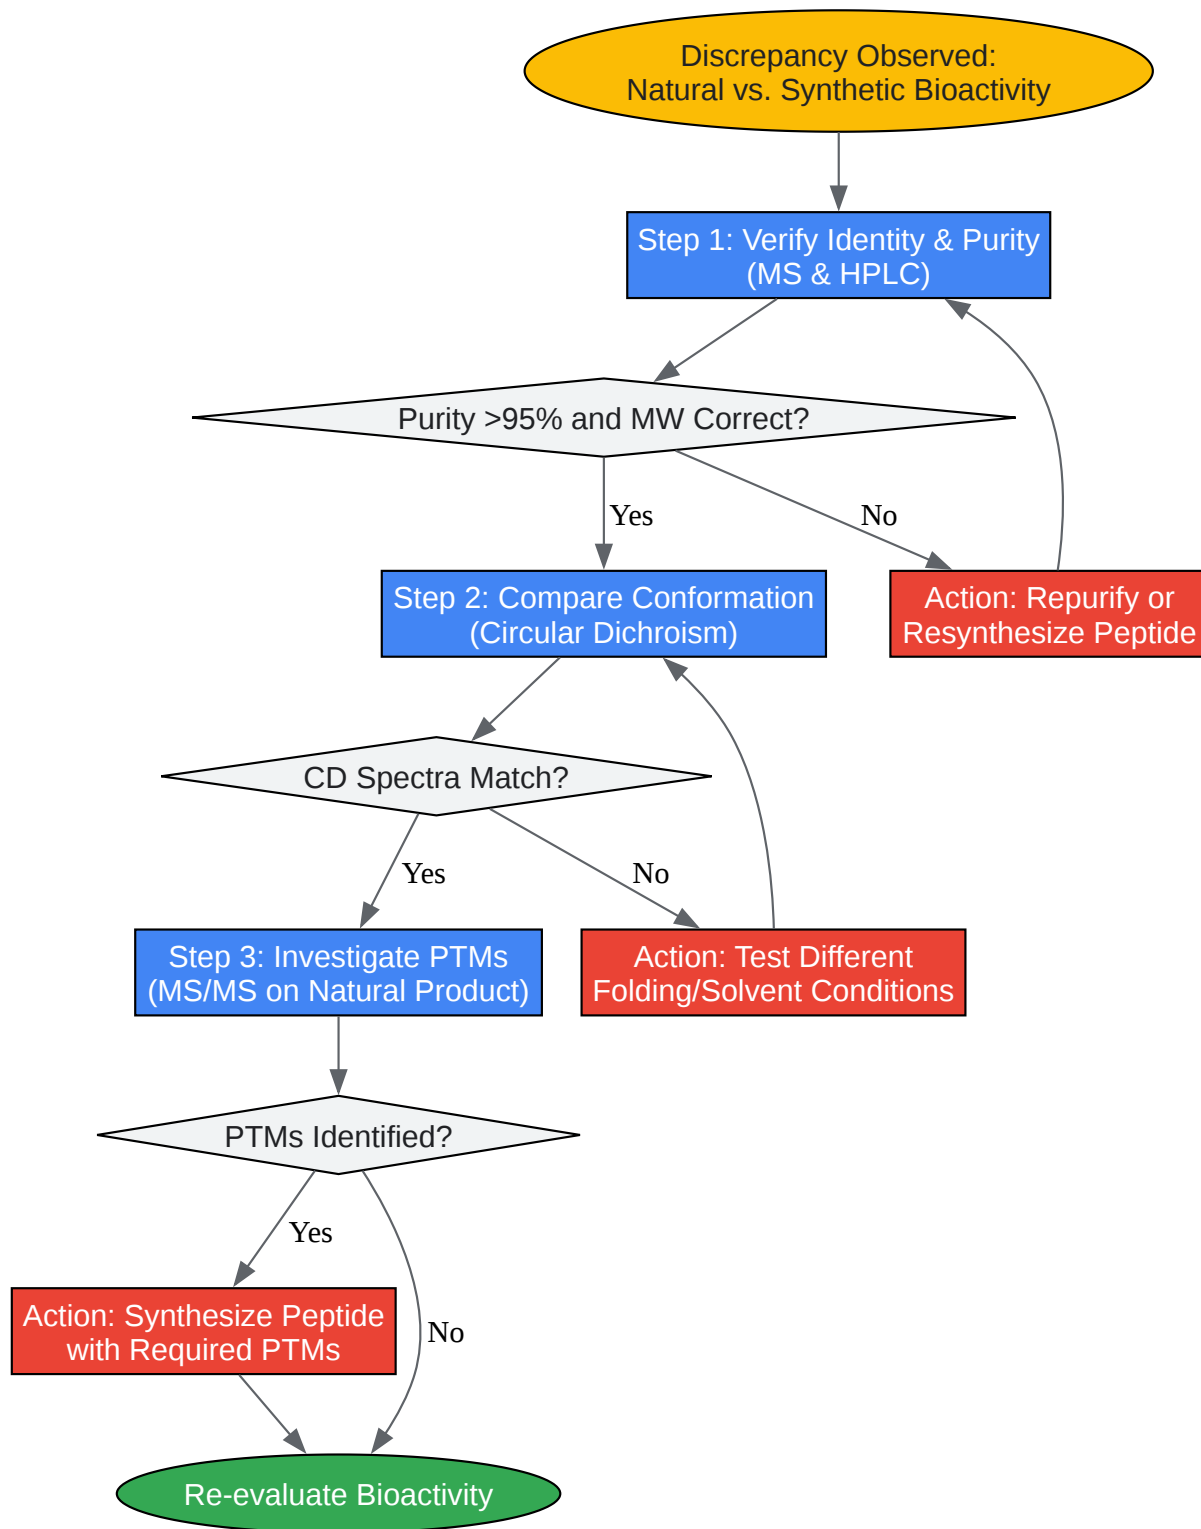 Discrepancy Observed:
Natural vs. Synthetic Bioactivity
Step 1: Verify Identity & Purity
(MS & HPLC)
Purity >95% and MW Correct?
Yes
No
Step 2: Compare Conformation
(Circular Dichroism)
Action: Repurify or
Resynthesize Peptide
CD Spectra Match?
Yes
No
Step 3: Investigate PTMs
(MS/MS on Natural Product)
Action: Test Different
Folding/Solvent Conditions
PTMs Identified?
Yes
Action: Synthesize Peptide
with Required PTMs
No
Re-evaluate Bioactivity